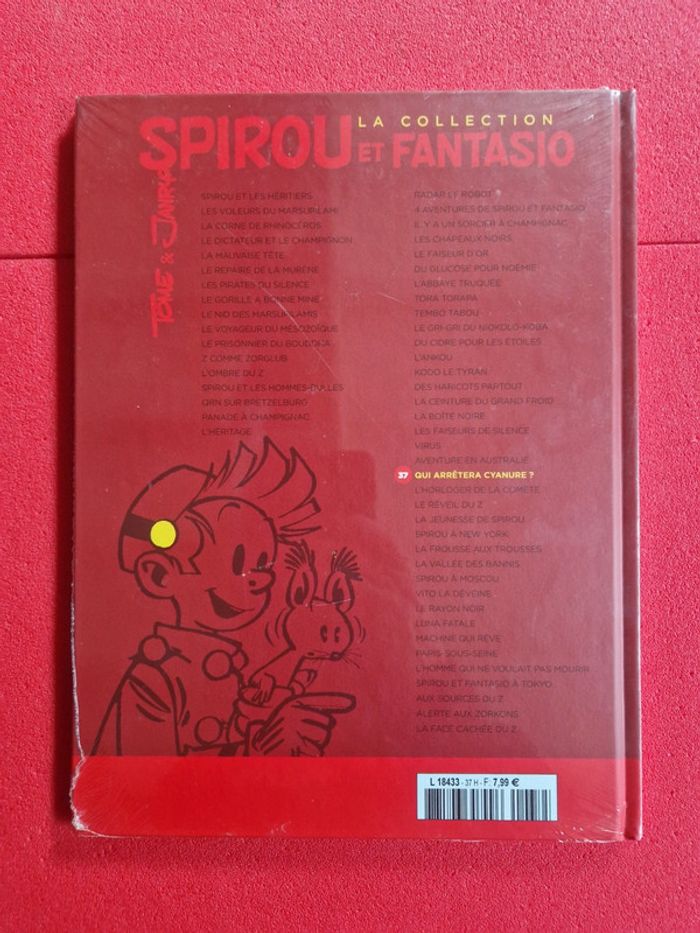 LA COLLECTION
SPIROU ET FANTASIO
TOME & JANRY
SPIROU ET LES HÉRITIERS
LES VOLEURS DU MARSUPILAMI
LA CORNE DE RHINOCÉROS
LE DICTATEUR ET LE CHAMPIGNON
LA MAUVAISE TÊTE
LE REPAIRE DE LA MURÈNE
LES PIRATES DU SILENCE
LE GORILLE A BONNE MINE
LE NID DES MARSUPILAMIS
LE VOYAGEUR DU MÉSOZOÏQUE
LE PRISONNIER DU BOUDDHA
Z COMME ZORGLUB
L'OMBRE DU Z
SPIROU ET LES HOMMES-BULLES
QRN SUR BRETZELBURG
PANADE À CHAMPIGNAC
L'HÉRITAGE
RADAR LE ROBOT
4 AVENTURES DE SPIROU ET FANTASIO
IL Y A UN SORCIER À CHAMPIGNAC
LES CHAPEAUX NOIRS
LE FAISEUR D'OR
DU GLUCOSE POUR NOÉMIE
L'ABBAYE TRUQUÉE
TORA TORAPA
TEMBO TABOU
LE GRI-GRI DU NIOKOLO-KOBA
DU CIDRE POUR LES ÉTOILES
L'ANKOU
KODO LE TYRAN
DES HARICOTS PARTOUT
LA CEINTURE DU GRAND FROID
LA BOÎTE NOIRE
LES FAISEURS DE SILENCE
VIRUS
AVENTURE EN AUSTRALIE
37 QUI ARRÊTERA CYANURE ?
L'HORLOGER DE LA COMÈTE
LE RÉVEIL DU Z
LA JEUNESSE DE SPIROU
SPIROU À NEW YORK
LA FROUSSE AUX TROUSSES
LA VALLÉE DES BANNIS
SPIROU À MOSCOU
VITO LA DÉVEINE
LE RAYON NOIR
LUNA FATALE
MACHINE QUI RÊVE
PARIS-SOUS-SEINE
L'HOMME QUI NE VOULAIT PAS MOURIR
SPIROU ET FANTASIO À TOKYO
AUX SOURCES DU Z
ALERTE AUX ZORKONS
LA FACE CACHÉE DU Z
L 18433 - 37 H - F: 7,99 €